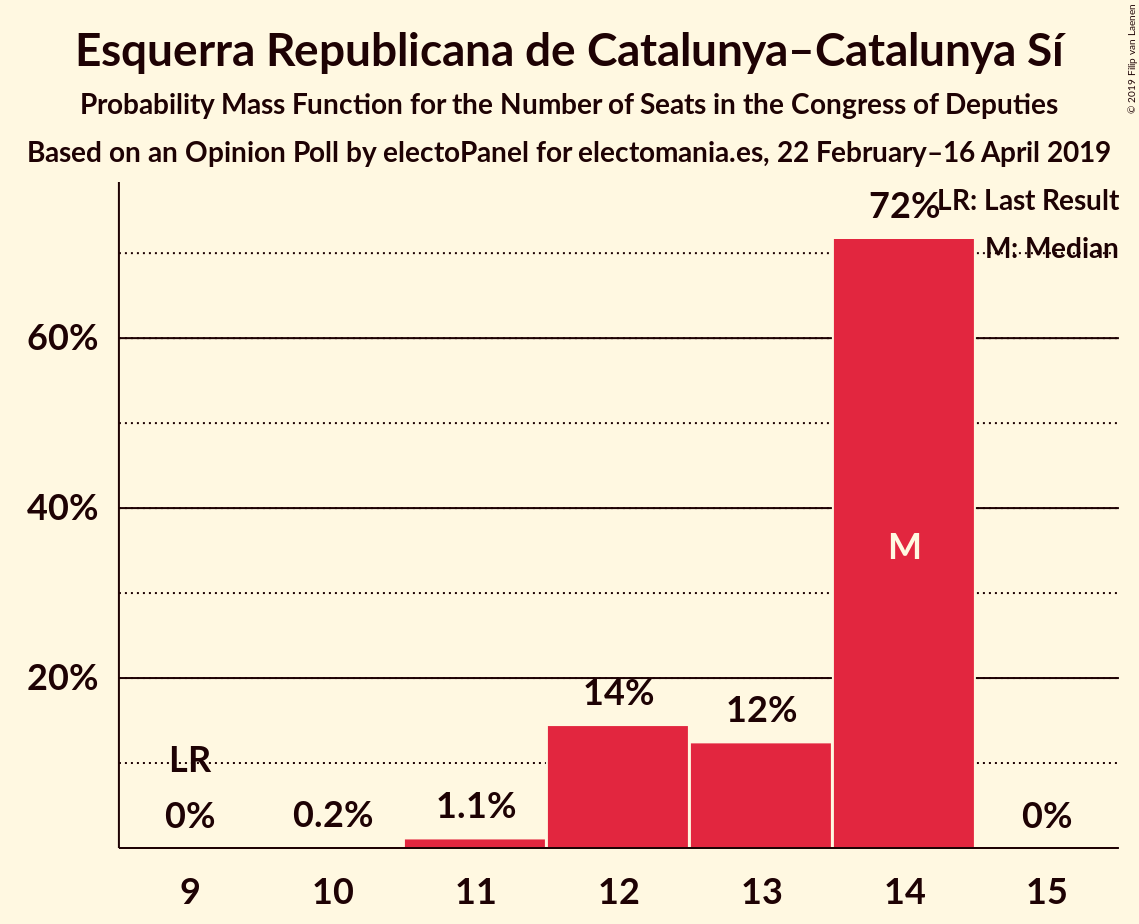 Esquerra Republicana de Catalunya–Catalunya Sí
Probability Mass Function for the Number of Seats in the Congress of Deputies
Based on an Opinion Poll by electoPanel for electomania.es, 22 February–16 April 2019
© 2019 Filip van Laenen
LR: Last Result
M: Median
60%
40%
20%
LR
0%
0.2%
1.1%
14%
12%
72%
M
0%
9 10 11 12 13 14 15